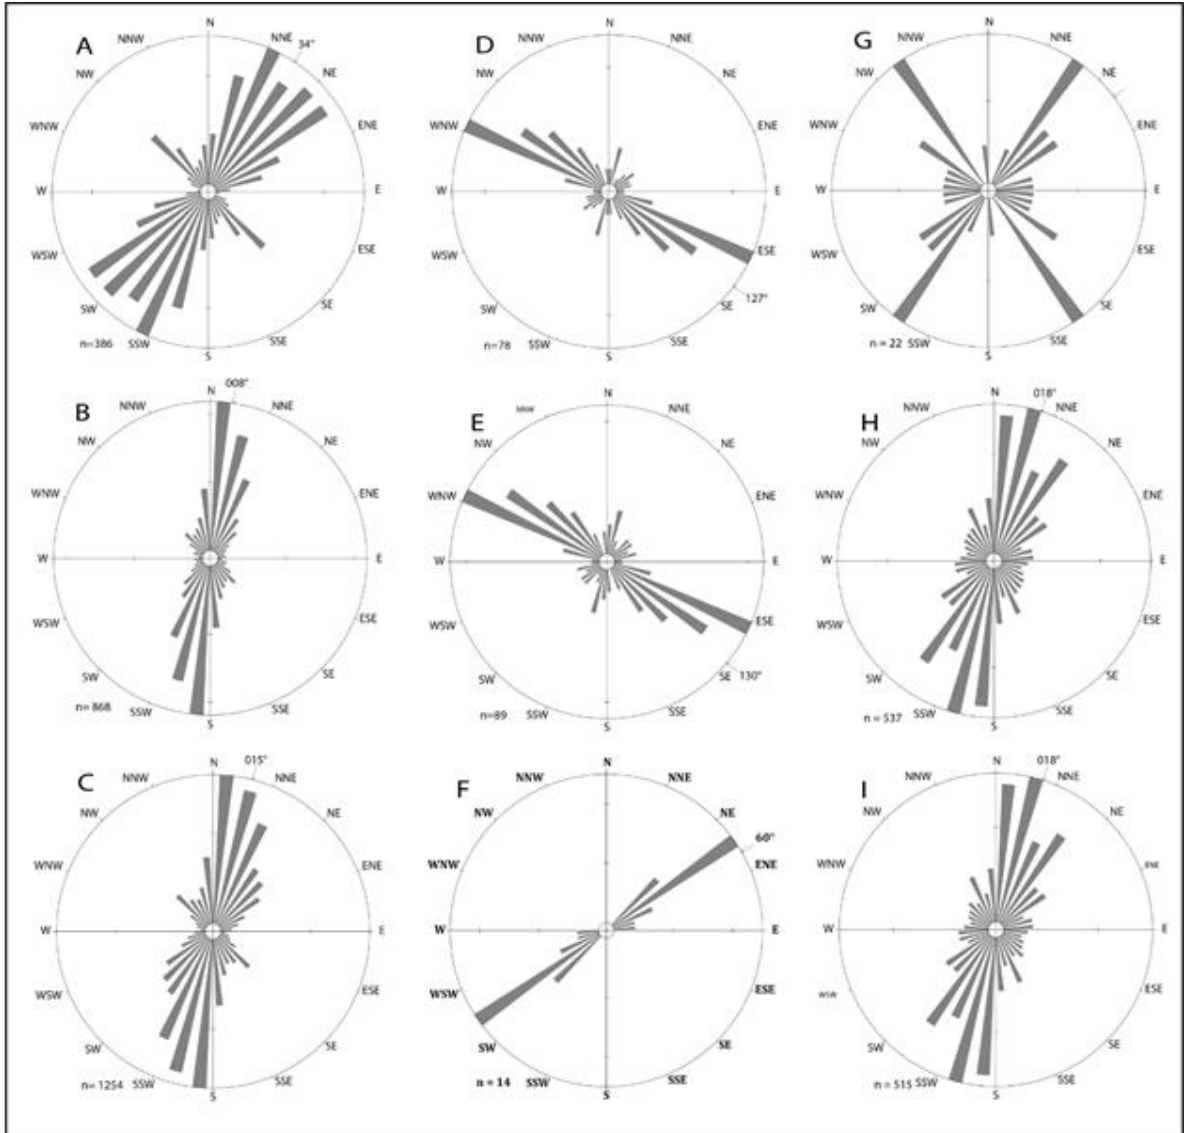 A
N
NNE
34°
NE
ENE
E
ESE
SE
SSE
S
SSW
n=386
SW
WSW
W
WNW
NW
NNW
D
N
NNE
NE
ENE
E
ESE
127°
SE
SSE
S
SSW
n=78
SW
WSW
W
WNW
NW
NNW
G
N
NNE
NE
ENE
E
ESE
SE
SSE
S
n = 22 SSW
SW
WSW
W
WNW
NW
NNW
B
N
008°
NNE
NE
ENE
E
ESE
SE
SSE
S
SSW
n= 868
SW
WSW
W
WNW
NW
NNW
E
N
NNE
NE
ENE
E
ESE
SE 130°
SSE
S
SSW
n=89
SW
WSW
W
WNW
NW
NNW
H
N
018°
NNE
NE
ENE
E
ESE
SE
SSE
S
SSW
n = 537
SW
WSW
W
WNW
NW
NNW
C
N
015°
NNE
NE
ENE
E
ESE
SE
SSE
S
n= 1254 SSW
SW
WSW
W
WNW
NW
NNW
F
N
NNE
NE
60°
ENE
E
ESE
SE
SSE
S
SSW
n = 14
SW
WSW
W
WNW
NW
NNW
I
N
018°
NNE
NE
ENE
E
ESE
SE
SSE
S
n = 515 SSW
SW
WSW
W
WNW
NW
NNW